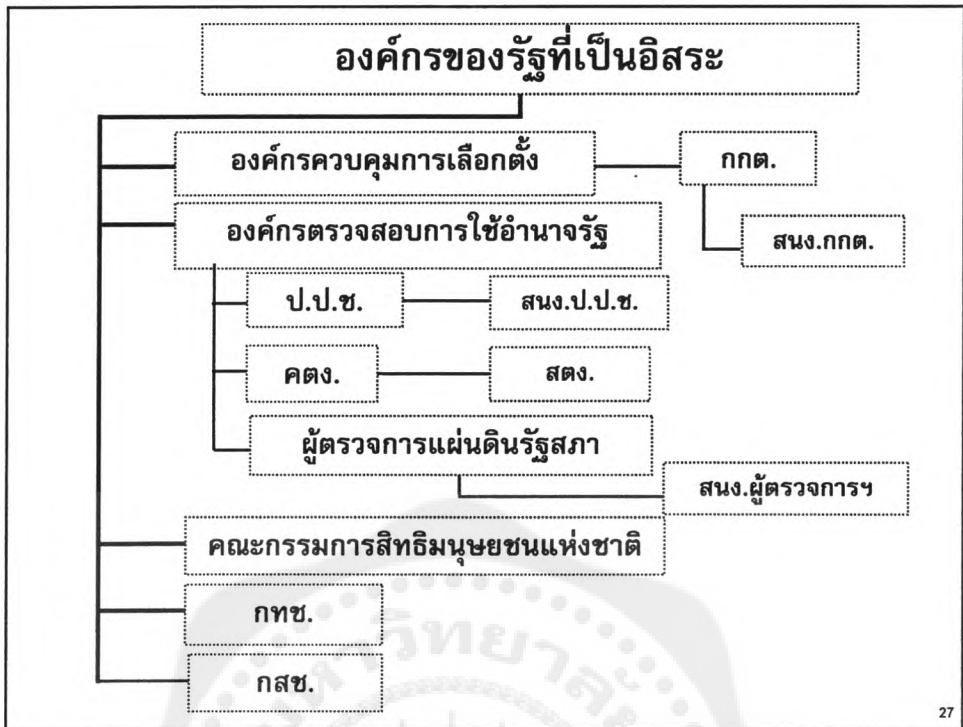 องค์กรของรัฐที่เป็นอิสระ
องค์กรควบคุมการเลือกตั้ง
กกต.
องค์กรตรวจสอบการใช้อำนาจรัฐ
สนง.กกต.
ป.ป.ช.
สนง.ป.ป.ช.
คตง.
สตง.
ผู้ตรวจการแผ่นดินรัฐสภา
สนง.ผู้ตรวจการฯ
คณะกรรมการสิทธิมนุษยชนแห่งชาติ
กทช.
กสช.
27